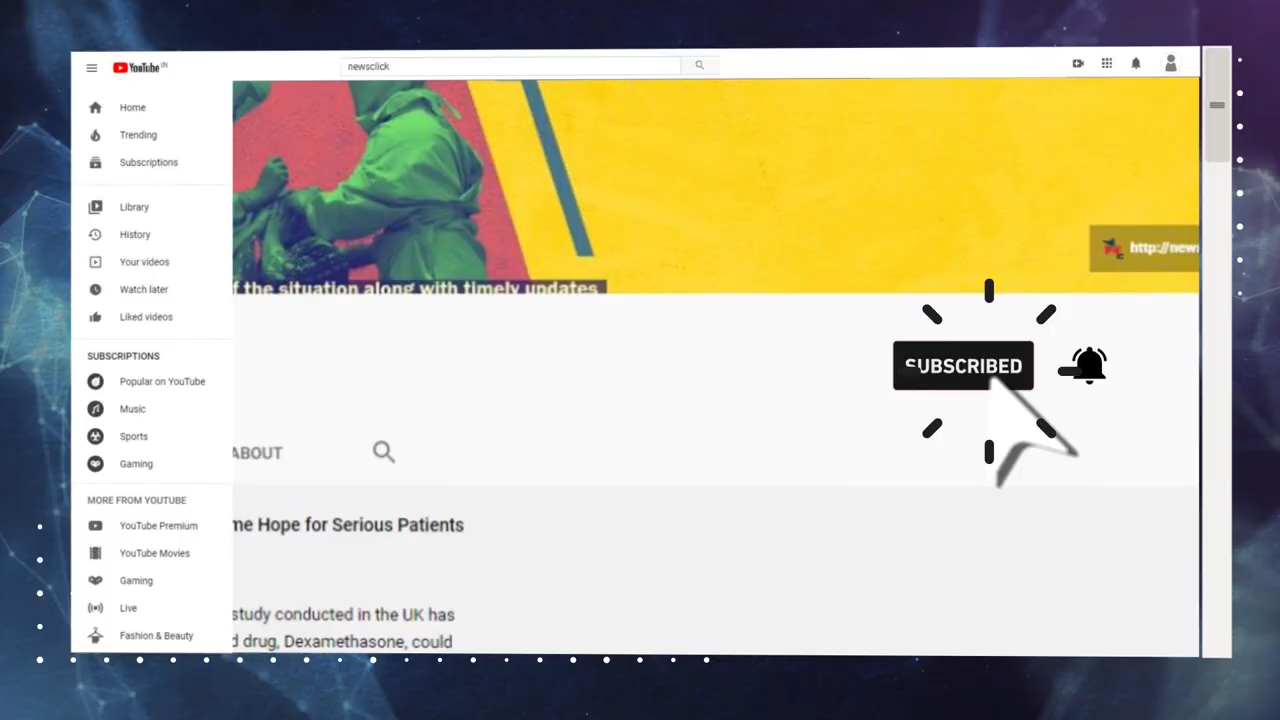 YouTube IN
newsclick
Home
Trending
Subscriptions
Library
History
Your videos
Watch later
Liked videos
SUBSCRIPTIONS
Popular on YouTube
Music
Sports
Gaming
MORE FROM YOUTUBE
YouTube Premium
YouTube Movies
Gaming
Live
Fashion & Beauty
f the situation along with timely updates
http://news
SUBSCRIBED
ABOUT
me Hope for Serious Patients
study conducted in the UK has
d drug, Dexamethasone, could